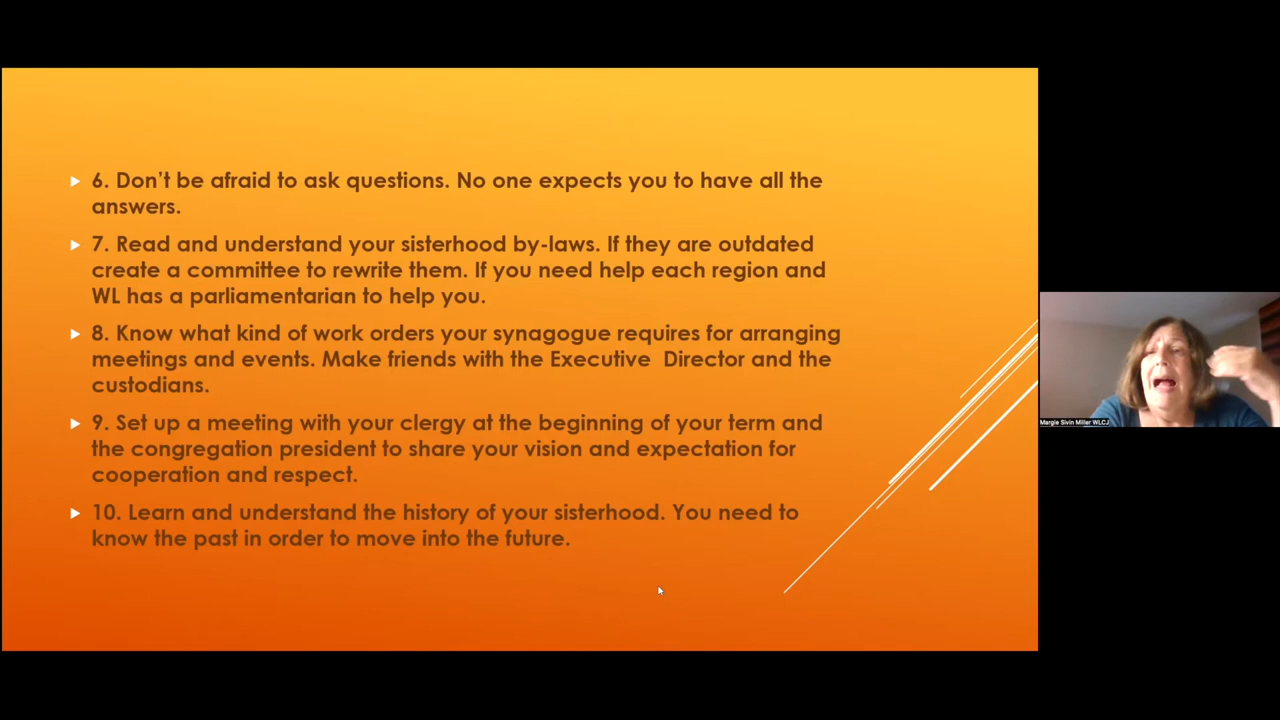 6. Don’t be afraid to ask questions. No one expects you to have all the
answers.
7. Read and understand your sisterhood by-laws. If they are outdated
create a committee to rewrite them. If you need help each region and
WL has a parliamentarian to help you.
8. Know what kind of work orders your synagogue requires for arranging
meetings and events. Make friends with the Executive  Director and the
custodians.
9. Set up a meeting with your clergy at the beginning of your term and
the congregation president to share your vision and expectation for
cooperation and respect.
10. Learn and understand the history of your sisterhood. You need to
know the past in order to move into the future.
Margie Sivin Miller WLCJ